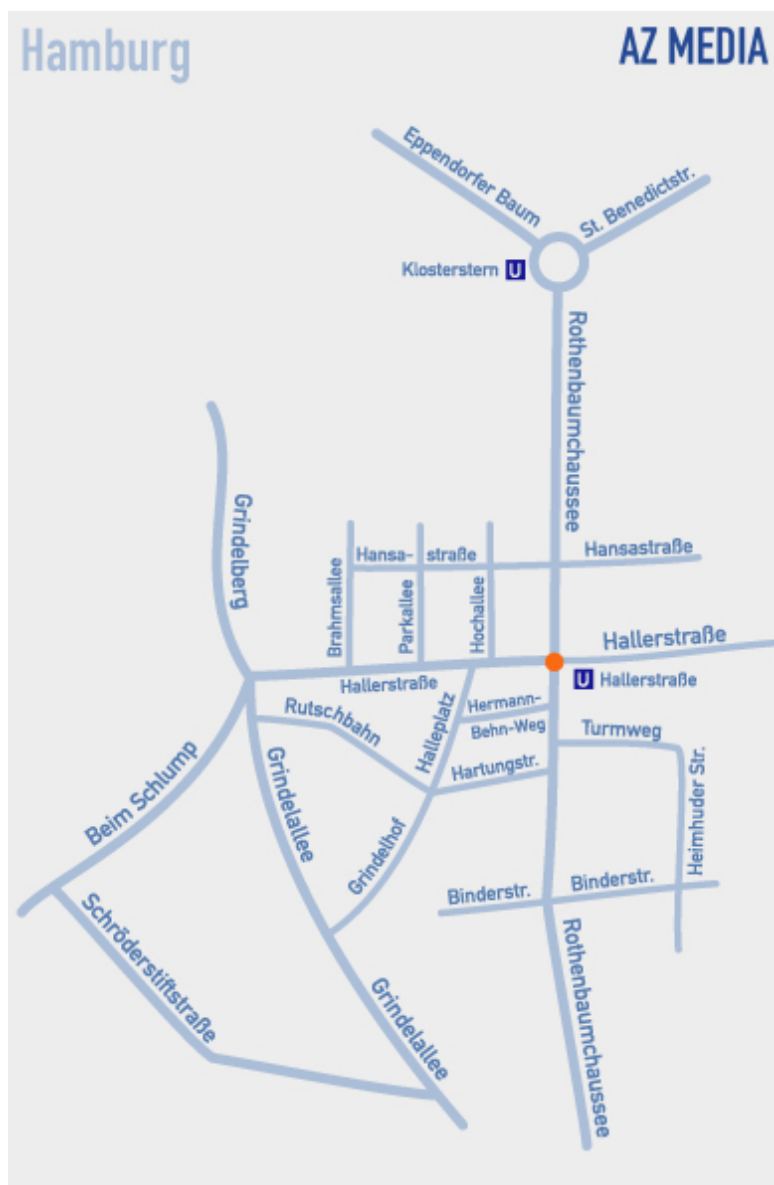 Hamburg
AZ MEDIA
Eppendorfer Baum
St. Benedictstr.
Klosterstern U
Rothenbaumchaussee
Grindelberg
Hansa-
straße
Hansastraße
Brahmsallee
Parkallee
Hochallee
Hallerstraße
Hallerstraße
U Hallerstraße
Rutschbahn
Halleplatz
Hermann-
Behn-Weg
Turmweg
Hartungstr.
Heimhuder Str.
Beim Schlump
Grindelallee
Grindelhof
Binderstr.
Binderstr.
Schröderstiftstraße
Grindelallee
Rothenbaumchaussee